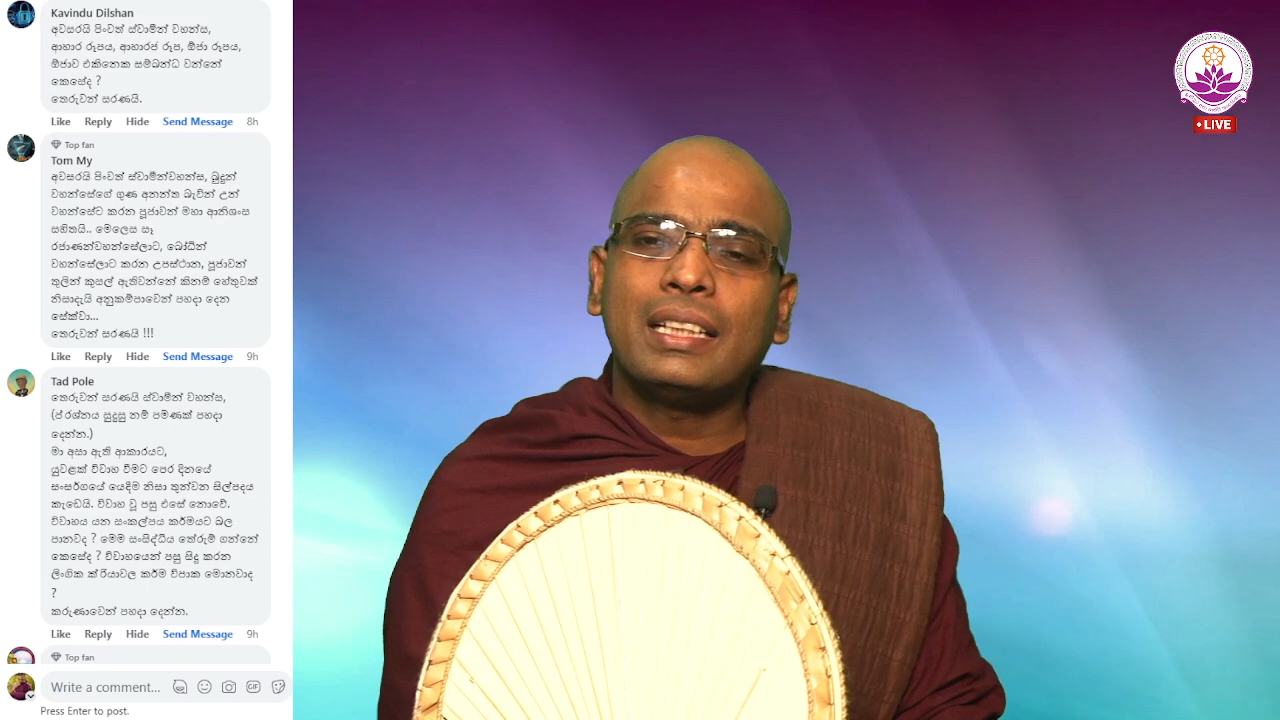 Kavindu Dilshan
අවසරයි පිංවත් ස්වාමීන් වහන්ස,
ආහාර රූපය, ආහාරජ රූප, ඕජා රූපය,
ඕජාව එකිනෙක සම්බන්ධ වන්නේ
කෙසේද ?
තෙරුවන් සරණයි.
Like Reply Hide Send Message 8h
Top fan
Tom My
අවසරයි පිංවත් ස්වාමීන්වහන්ස, බුදුන්
වහන්සේගේ ගුණ අනන්ත බැවින් උන්
වහන්සේට කරන පූජාවන් මහා ආනිශංස
සහිතයි.. මෙලෙස සෑ
රජාණන්වහන්සේලාට, බෝධීන්
වහන්සේලාට කරන උපස්ථාන, පූජාවන්
තුලින් කුසල් ඇතිවන්නේ කිනම් හේතුවක්
නිසාදැයි අනුකම්පාවෙන් පහදා දෙන
සේක්වා...
තෙරුවන් සරණයි !!!
Like Reply Hide Send Message 9h
Tad Pole
තෙරුවන් සරණයි ස්වාමීන් වහන්ස,
(ප්‍රශ්නය සුදුසු නම් පමණක් පහදා
දෙන්න.)
මා අසා ඇති ආකාරයට,
යුවළක් විවාහ වීමට පෙර දිනයේ
සංසර්ගයේ යෙදීම නිසා තුන්වන සිල්පදය
කැඩෙයි. විවාහ වූ පසු එසේ නොවේ.
විවාහය යන සංකල්පය කර්මයට බල
පානවද ? මෙම සංසිද්ධිය තේරුම් ගන්නේ
කෙසේද ? විවාහයෙන් පසු සිදු කරන
ලිංගික ක්‍රියාවල කර්ම විපාක මොනවාද
?
කරුණාවෙන් පහදා දෙන්න.
Like Reply Hide Send Message 9h
Top fan
Write a comment...
GIF
Press Enter to post.
LIVE